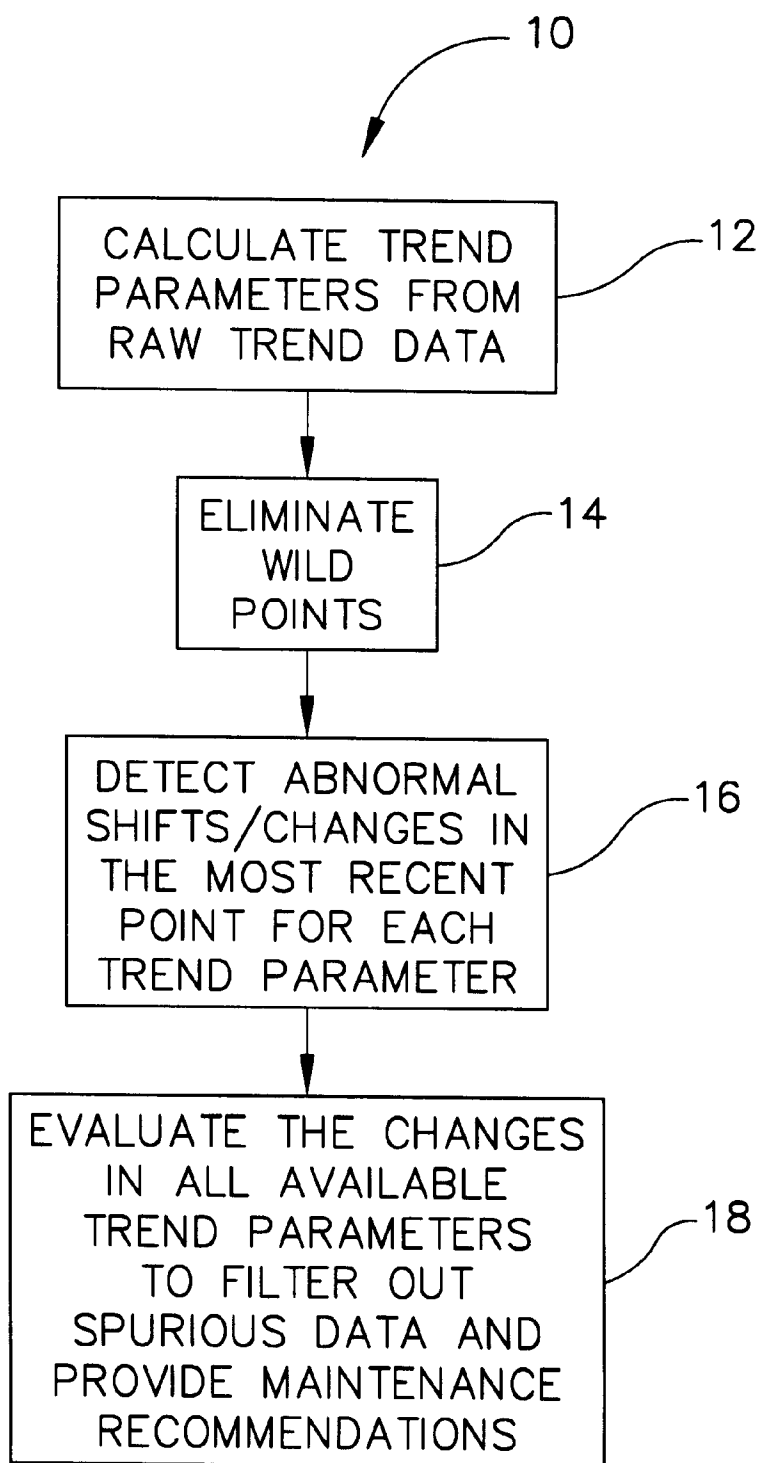 10
CALCULATE TREND
PARAMETERS FROM
RAW TREND DATA
12
ELIMINATE
WILD
POINTS
14
DETECT ABNORMAL
SHIFTS/CHANGES IN
THE MOST RECENT
POINT FOR EACH
TREND PARAMETER
16
EVALUATE THE CHANGES
IN ALL AVAILABLE
TREND PARAMETERS
TO FILTER OUT
SPURIOUS DATA AND
PROVIDE MAINTENANCE
RECOMMENDATIONS
18